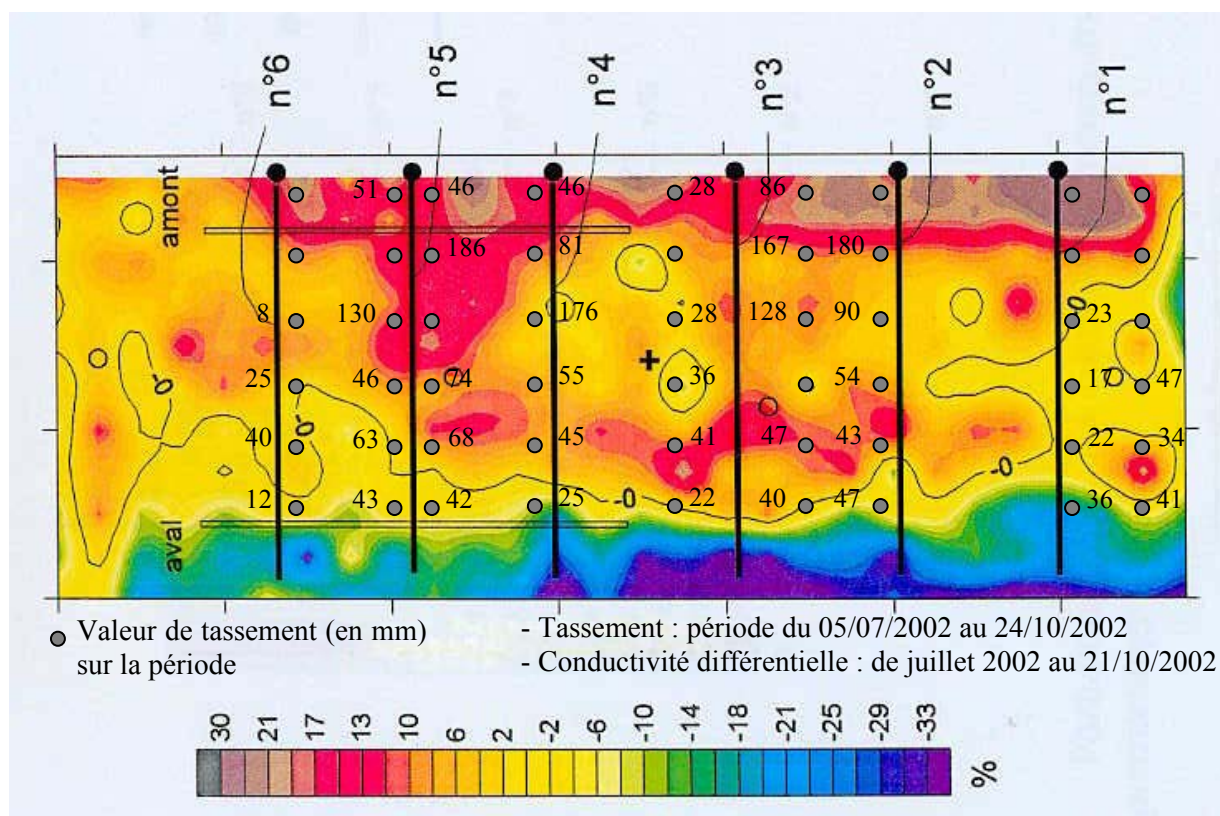 n°6 n°5 n°4 n°3 n°2 n°1
amont
51 46 46 28 86
186 81 167 180
8 130 176 28 128 90 23 -0
-0 25 46 74 55 36 + 54 17 47
40 -0 63 68 45 41 47 43 -0 22 34
12 43 42 25 -0 22 40 47 36 41
aval
Valeur de tassement (en mm)
sur la période
- Tassement : période du 05/07/2002 au 24/10/2002
- Conductivité différentielle : de juillet 2002 au 21/10/2002
30 21 17 13 10 6 2 -2 -6 -10 -14 -18 -21 -25 -29 -33 %